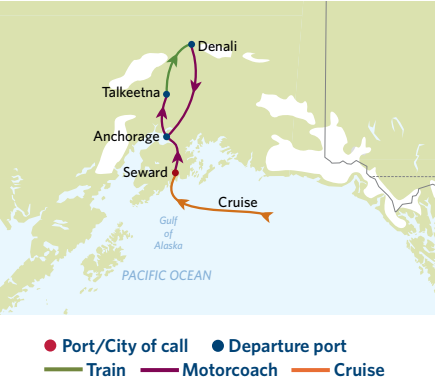 Denali
Talkeetna
Anchorage
Seward
Cruise
Gulf
of
Alaska
PACIFIC OCEAN
Port/City of call Departure port
Train Motorcoach Cruise